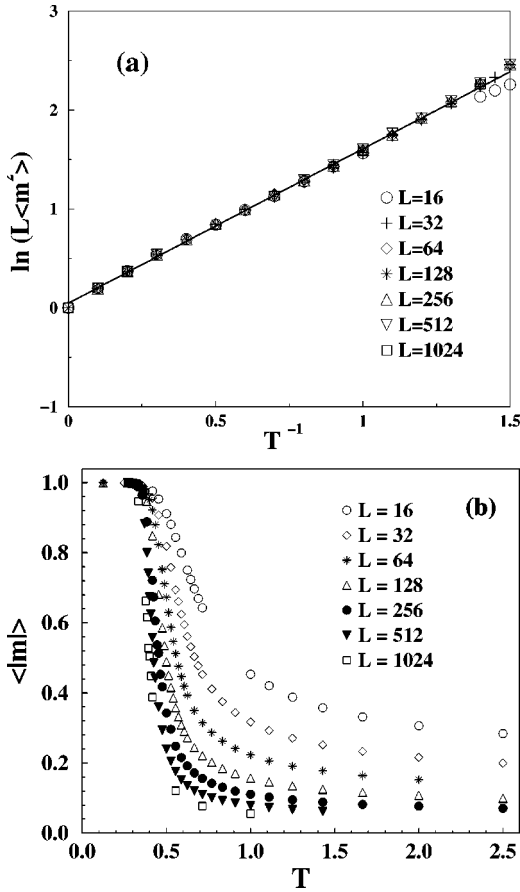 (a)
3
2
1
0
−1
ln (L<m²>)
L=16
L=32
L=64
L=128
L=256
L=512
L=1024
0
0.5
1
1.5
T⁻¹
(b)
1.0
0.8
0.6
0.4
0.2
0.0
<|m|>
L = 16
L = 32
L = 64
L = 128
L = 256
L = 512
L = 1024
0.0
0.5
1.0
1.5
2.0
2.5
T